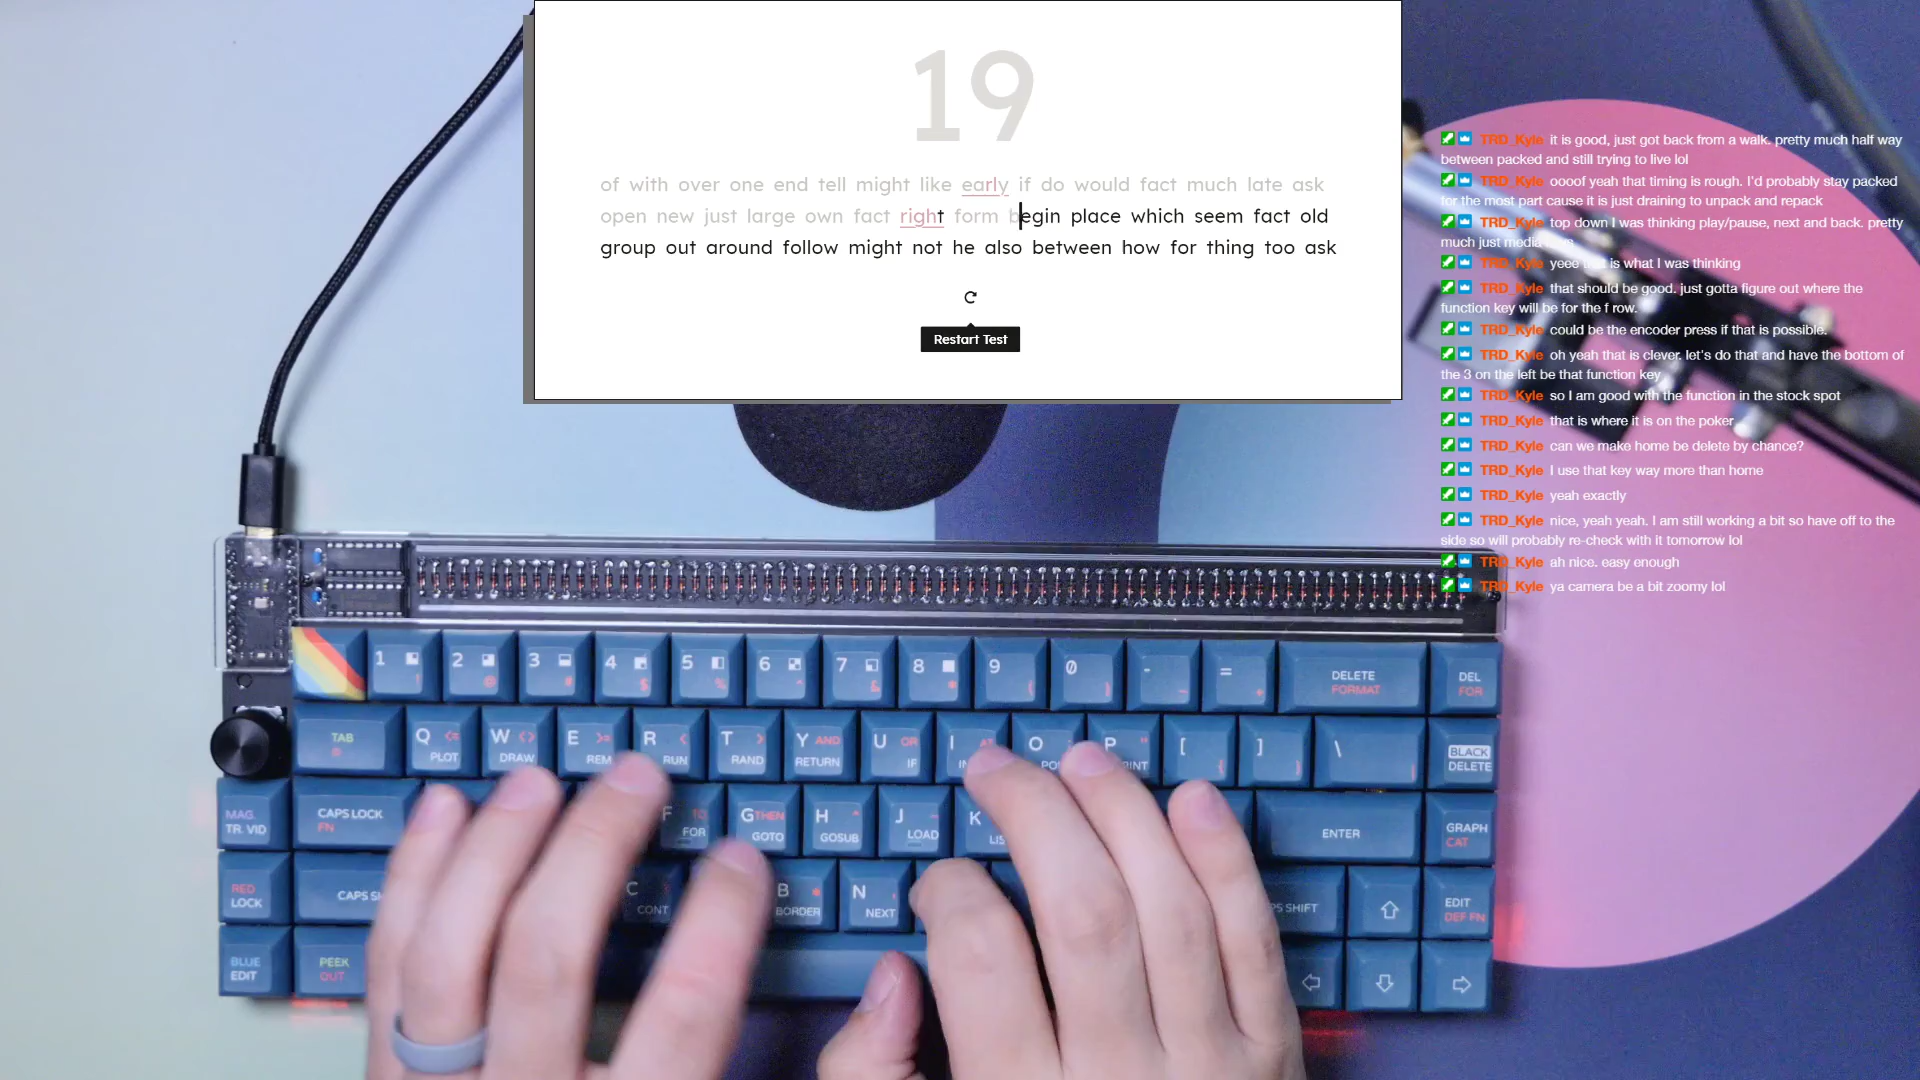 19
of with over one end tell might like early if do would fact much late ask
open new just large own fact right form begin place which seem fact old
group out around follow might not he also between how for thing too ask
Restart Test
TRD_Kyle it is good, just got back from a walk. pretty much half way
between packed and still trying to live lol
TRD_Kyle oooof yeah that timing is rough. I'd probably stay packed
for the most part cause it is just draining to unpack and repack
TRD_Kyle top down I was thinking play/pause, next and back. pretty
much just media
TRD_Kyle yeee is what I was thinking
TRD_Kyle that should be good. just gotta figure out where the
function key will be for the f row.
TRD_Kyle could be the encoder press if that is possible.
TRD_Kyle oh yeah that is clever. let's do that and have the bottom of
the 3 on the left be that function key
TRD_Kyle so I am good with the function in the stock spot
TRD_Kyle that is where it is on the poker
TRD_Kyle can we make home be delete by chance?
TRD_Kyle I use that key way more than home
TRD_Kyle yeah exactly
TRD_Kyle nice, yeah yeah. I am still working a bit so have off to the
side so will probably re-check with it tomorrow lol
TRD_Kyle ah nice. easy enough
TRD_Kyle ya camera be a bit zoomy lol
1 ! 2 @ 3 # 4 $ 5 % 6 ^ 7 & 8 * 9 ( 0 ) - _ = + DELETE FORMAT DEL FOR
TAB Q <= PLOT W <> DRAW E >= REM R < RUN T > RAND Y AND RETURN U OR IF I AT O P " [ { ] } \ | BLACK DELETE
MAG. TR VID CAPS LOCK FN F TO FOR G THEN GOTO H ^ GOSUB J - LOAD K ENTER GRAPH CAT
RED LOCK CAPS C CONT B * BORDER N , NEXT SHIFT EDIT DEF FN
BLUE EDIT PEEK OUT